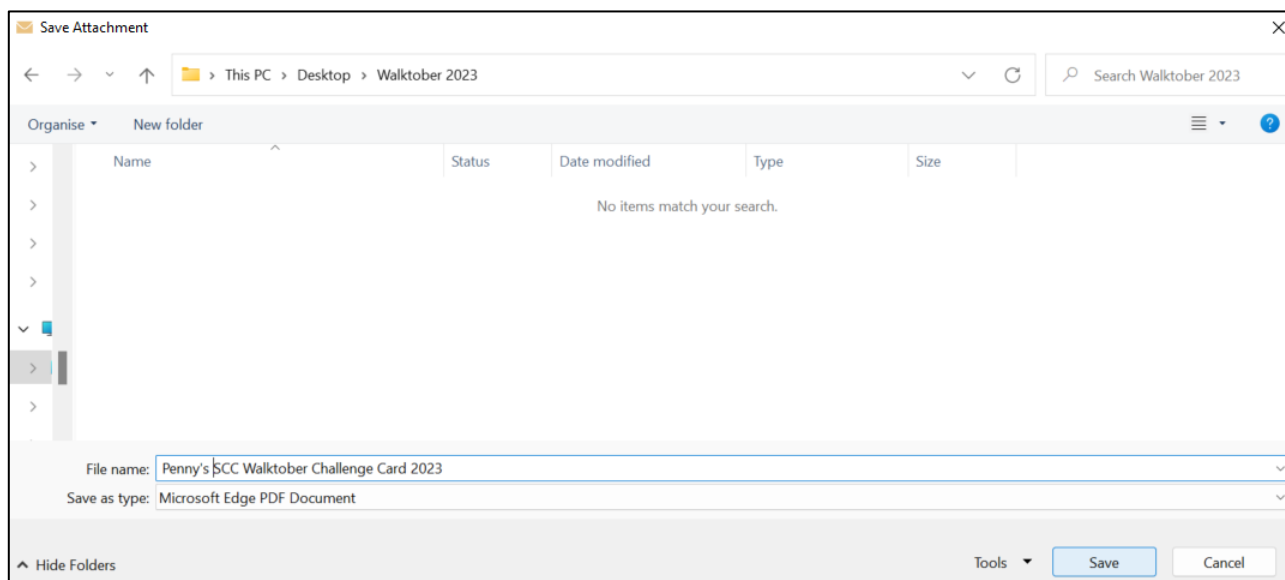 Save Attachment
This PC > Desktop > Walktober 2023
Search Walktober 2023
Organise New folder
Name Status Date modified Type Size
No items match your search.
File name: Penny's SCC Walktober Challenge Card 2023
Save as type: Microsoft Edge PDF Document
Hide Folders Tools Save Cancel